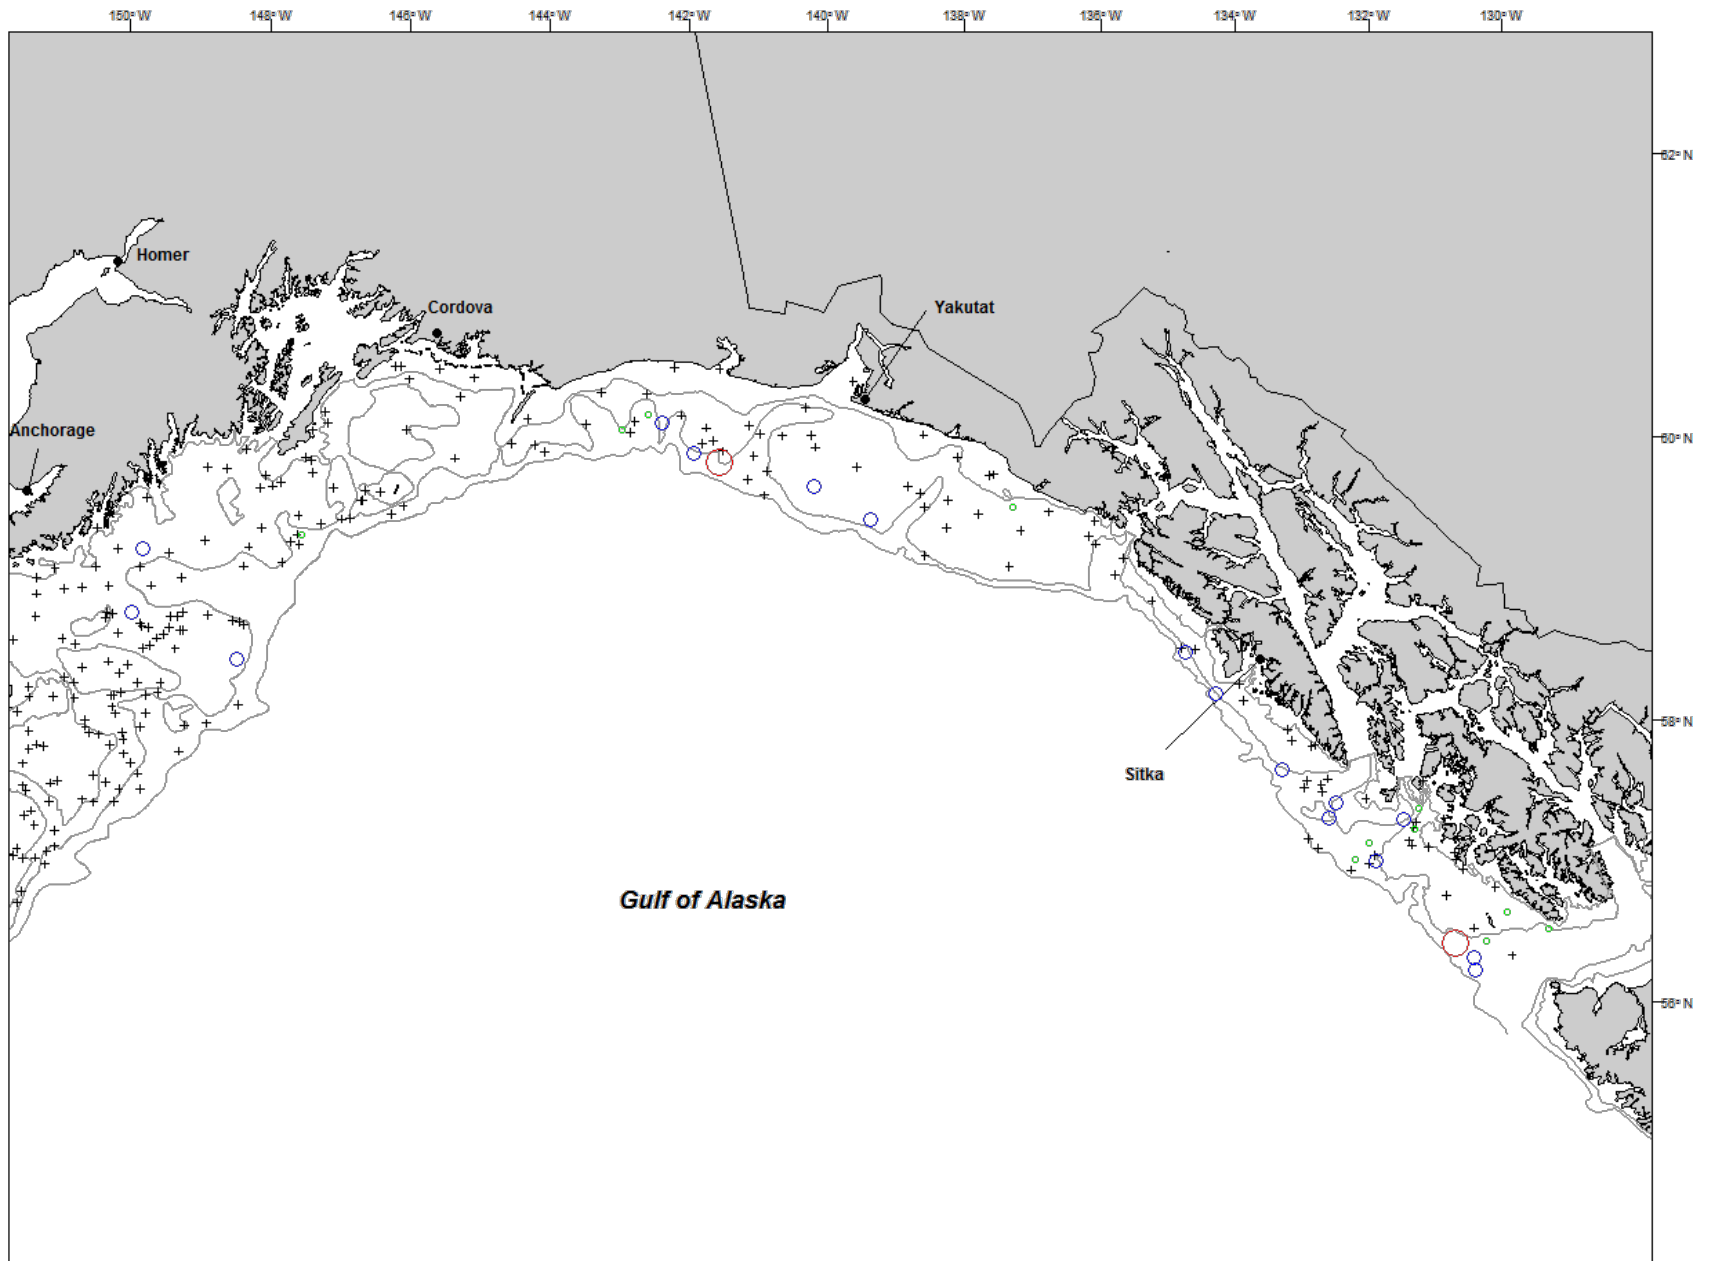 150° W 148° W 146° W 144° W 142° W 140° W 138° W 136° W 134° W 132° W 130° W
62° N
Homer
Cordova
Yakutat
Anchorage
60° N
58° N
Sitka
Gulf of Alaska
56° N